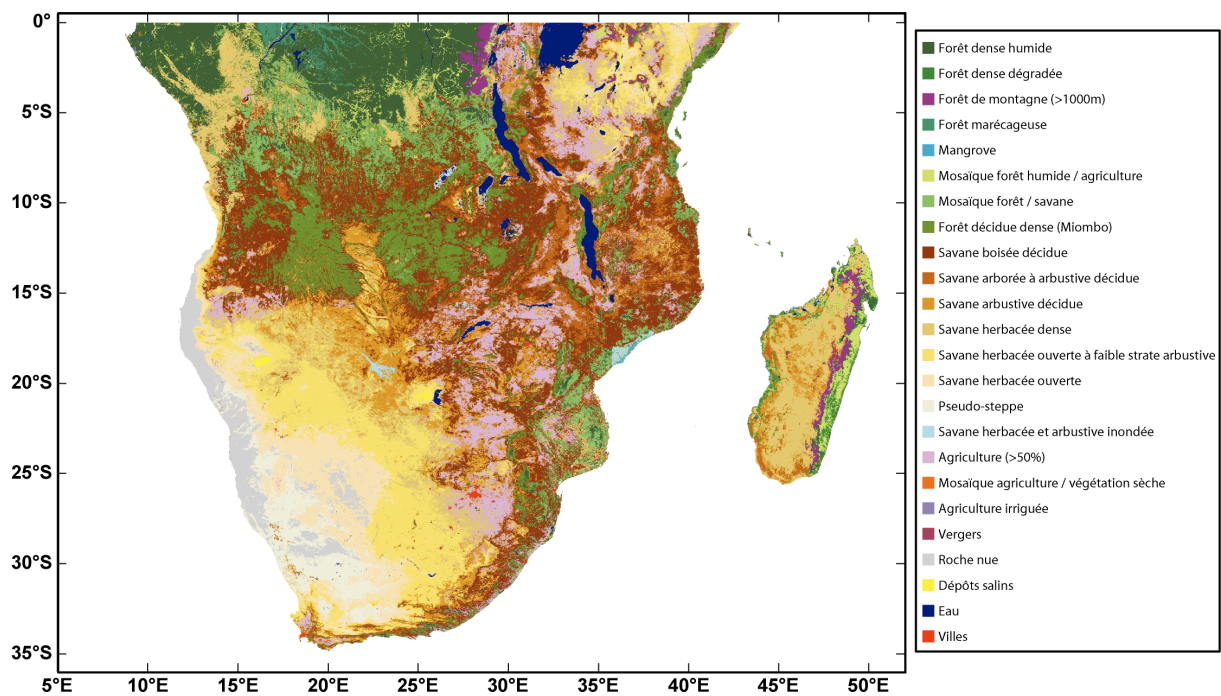 0°
5°S
10°S
15°S
20°S
25°S
30°S
35°S
5°E 10°E 15°E 20°E 25°E 30°E 35°E 40°E 45°E 50°E
Forêt dense humide
Forêt dense dégradée
Forêt de montagne (>1000m)
Forêt marécageuse
Mangrove
Mosaïque forêt humide / agriculture
Mosaïque forêt / savane
Forêt décidue dense (Miombo)
Savane boisée décidue
Savane arborée à arbustive décidue
Savane arbustive décidue
Savane herbacée dense
Savane herbacée ouverte à faible strate arbustive
Savane herbacée ouverte
Pseudo-steppe
Savane herbacée et arbustive inondée
Agriculture (>50%)
Mosaïque agriculture / végétation sèche
Agriculture irriguée
Vergers
Roche nue
Dépôts salins
Eau
Villes